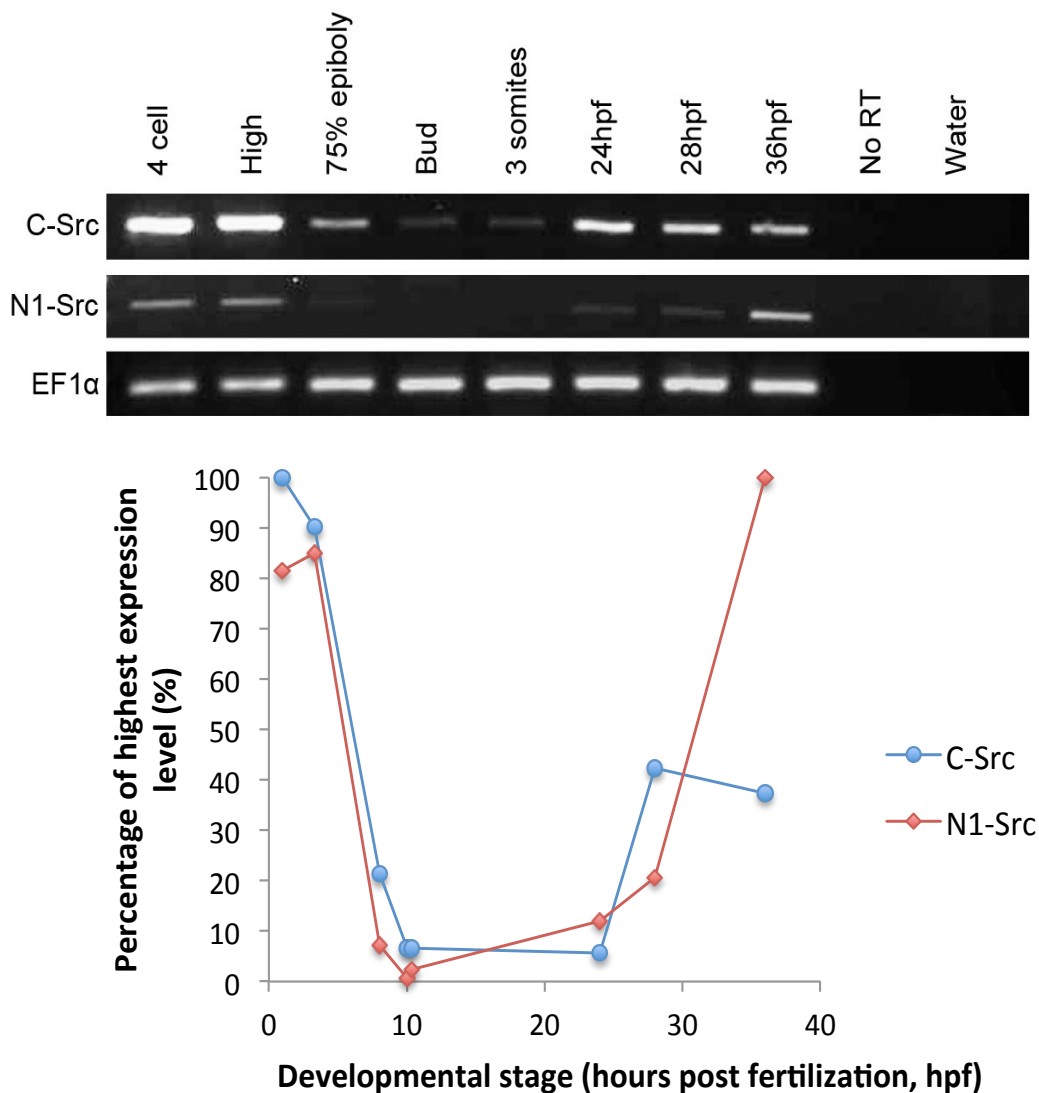 4 cell
High
75% epiboly
Bud
3 somites
24hpf
28hpf
36hpf
No RT
Water
C-Src
N1-Src
EF1α
100
90
80
70
60
50
40
30
20
10
0
Percentage of highest expression
level (%)
0 10 20 30 40
Developmental stage (hours post fertilization, hpf)
C-Src
N1-Src